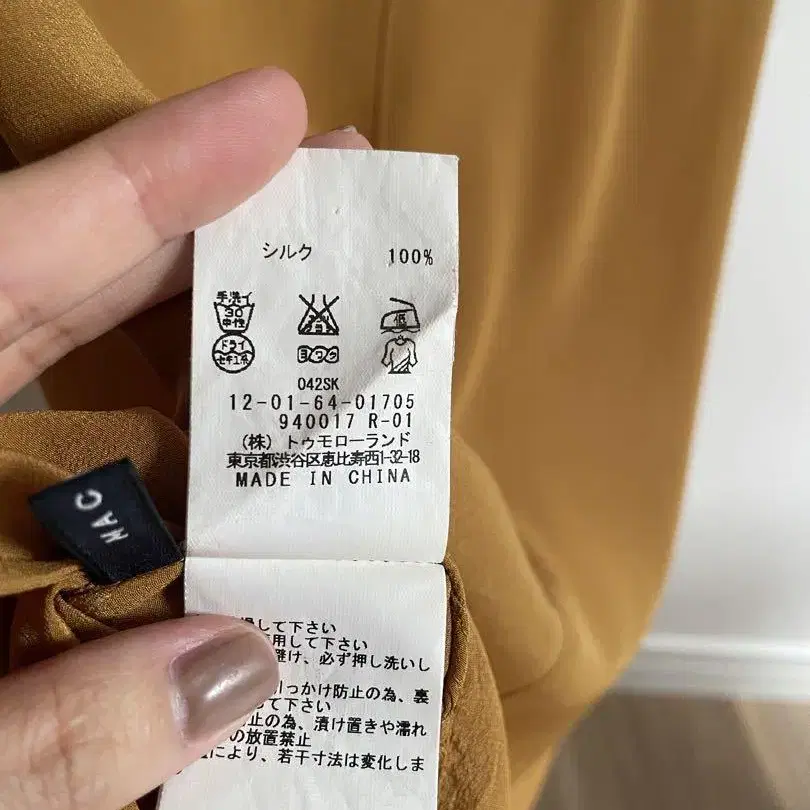 シルク 100%
手洗イ
30
中性
低
ドライ
セキユ系
ヨワク
042SK
12-01-64-01705
940017 R-01
(株) トゥモローランド
東京都渋谷区恵比寿西1-32-18
MADE IN CHINA
MAC
して下さい
用して下さい
避け、必ず押し洗いし
引っかけ防止の為、裏
して下さい
止の為、漬け置きや濡れ
の放置禁止
により、若干寸法は変化しま